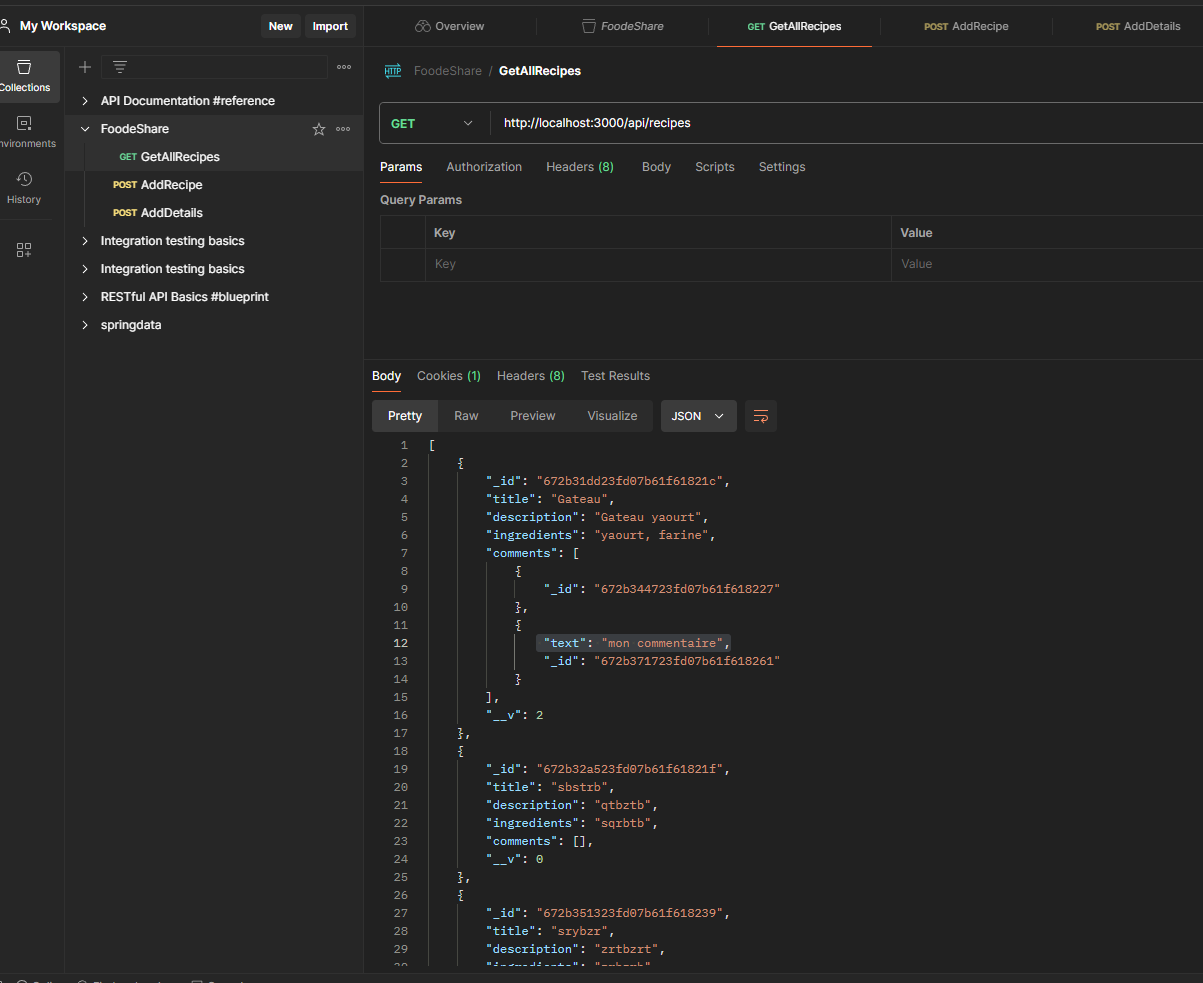 My Workspace New Import
Overview FoodeShare GET GetAllRecipes POST AddRecipe POST AddDetails
Collections
History
API Documentation #reference
FoodeShare
GET GetAllRecipes
POST AddRecipe
POST AddDetails
Integration testing basics
Integration testing basics
RESTful API Basics #blueprint
springdata
HTTP FoodeShare / GetAllRecipes
GET http://localhost:3000/api/recipes
Params Authorization Headers (8) Body Scripts Settings
Query Params
Key Value
Key Value
Body Cookies (1) Headers (8) Test Results
Pretty Raw Preview Visualize JSON
1 [
2 {
3 "_id": "672b31dd23fd07b61f61821c",
4 "title": "Gateau",
5 "description": "Gateau yaourt",
6 "ingredients": "yaourt, farine",
7 "comments": [
8 {
9 "_id": "672b344723fd07b61f618227"
10 },
11 {
12 "text": "mon commentaire",
13 "_id": "672b371723fd07b61f618261"
14 }
15 ],
16 "__v": 2
17 },
18 {
19 "_id": "672b32a523fd07b61f61821f",
20 "title": "sbstrb",
21 "description": "qtbztb",
22 "ingredients": "sqrbtb",
23 "comments": [],
24 "__v": 0
25 },
26 {
27 "_id": "672b351323fd07b61f618239",
28 "title": "srybzr",
29 "description": "zrtbzrt",